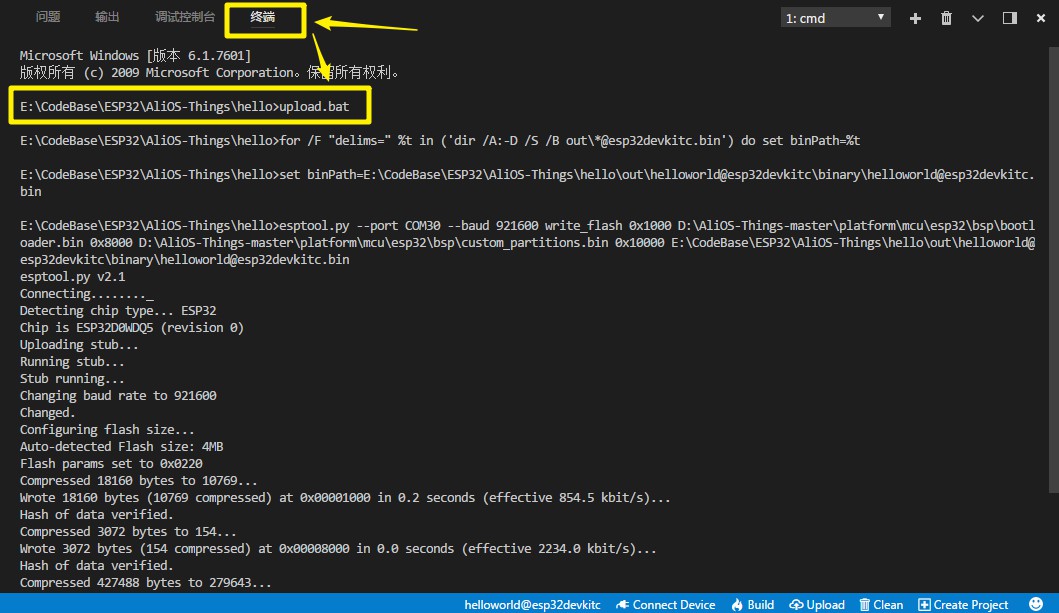 问题 输出 调试控制台 终端 1: cmd
Microsoft Windows [版本 6.1.7601]
版权所有 (c) 2009 Microsoft Corporation。保留所有权利。
E:\CodeBase\ESP32\AliOS-Things\hello>upload.bat
E:\CodeBase\ESP32\AliOS-Things\hello>for /F "delims=" %t in ('dir /A:-D /S /B out\*@esp32devkitc.bin') do set binPath=%t
E:\CodeBase\ESP32\AliOS-Things\hello>set binPath=E:\CodeBase\ESP32\AliOS-Things\hello\out\helloworld@esp32devkitc\binary\helloworld@esp32devkitc.
bin
E:\CodeBase\ESP32\AliOS-Things\hello>esptool.py --port COM30 --baud 921600 write_flash 0x1000 D:\AliOS-Things-master\platform\mcu\esp32\bsp\bootl
oader.bin 0x8000 D:\AliOS-Things-master\platform\mcu\esp32\bsp\custom_partitions.bin 0x10000 E:\CodeBase\ESP32\AliOS-Things\hello\out\helloworld@
esp32devkitc\binary\helloworld@esp32devkitc.bin
esptool.py v2.1
Connecting........_
Detecting chip type... ESP32
Chip is ESP32D0WDQ5 (revision 0)
Uploading stub...
Running stub...
Stub running...
Changing baud rate to 921600
Changed.
Configuring flash size...
Auto-detected Flash size: 4MB
Flash params set to 0x0220
Compressed 18160 bytes to 10769...
Wrote 18160 bytes (10769 compressed) at 0x00001000 in 0.2 seconds (effective 854.5 kbit/s)...
Hash of data verified.
Compressed 3072 bytes to 154...
Wrote 3072 bytes (154 compressed) at 0x00008000 in 0.0 seconds (effective 2234.0 kbit/s)...
Hash of data verified.
Compressed 427488 bytes to 279643...
helloworld@esp32devkitc Connect Device Build Upload Clean Create Project